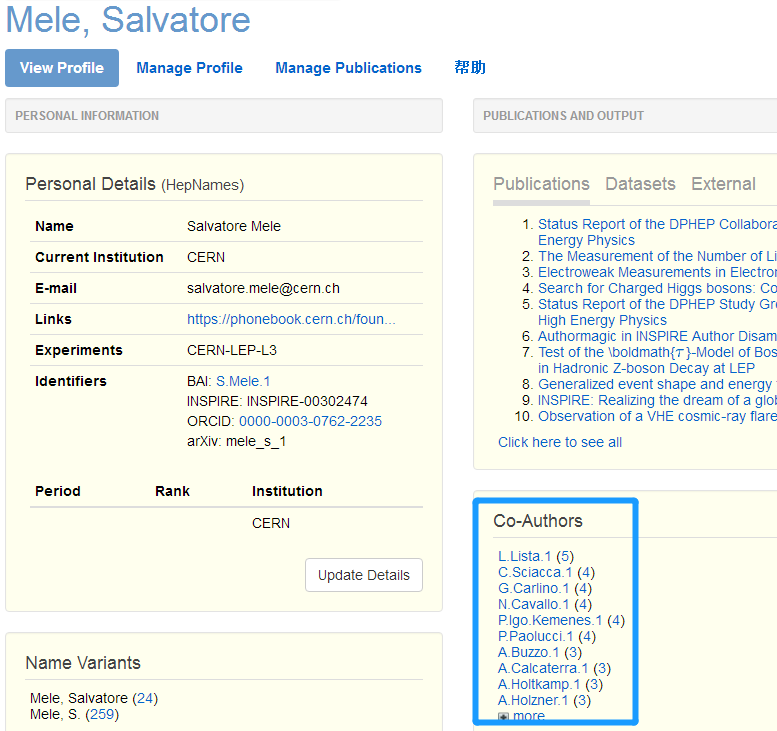 Mele, Salvatore
View Profile
Manage Profile
Manage Publications
帮助
PERSONAL INFORMATION
Personal Details (HepNames)
Name Salvatore Mele
Current Institution CERN
E-mail salvatore.mele@cern.ch
Links https://phonebook.cern.ch/foun...
Experiments CERN-LEP-L3
Identifiers BAI: S.Mele.1
INSPIRE: INSPIRE-00302474
ORCID: 0000-0003-0762-2235
arXiv: mele_s_1
Period Rank Institution
CERN
Update Details
Name Variants
Mele, Salvatore (24)
Mele, S. (259)
PUBLICATIONS AND OUTPUT
Publications Datasets External
1. Status Report of the DPHEP Collabora
Energy Physics
2. The Measurement of the Number of Li
3. Electroweak Measurements in Electron
4. Search for Charged Higgs bosons: Co
5. Status Report of the DPHEP Study Gro
High Energy Physics
6. Authormagic in INSPIRE Author Disam
7. Test of the \boldmath{τ}-Model of Bos
in Hadronic Z-boson Decay at LEP
8. Generalized event shape and energy
9. INSPIRE: Realizing the dream of a glob
10. Observation of a VHE cosmic-ray flare
Click here to see all
Co-Authors
L.Lista.1 (5)
C.Sciacca.1 (4)
G.Carlino.1 (4)
N.Cavallo.1 (4)
P.Igo.Kemenes.1 (4)
P.Paolucci.1 (4)
A.Buzzo.1 (3)
A.Calcaterra.1 (3)
A.Holtkamp.1 (3)
A.Holzner.1 (3)
more